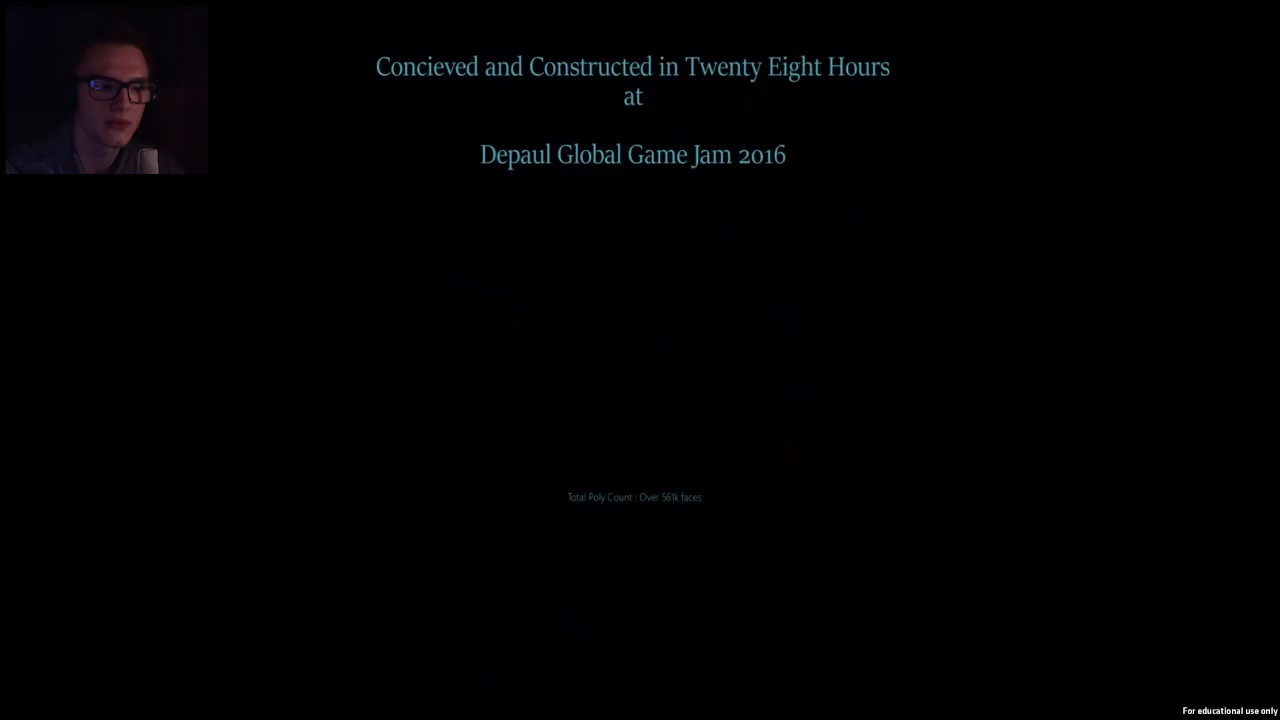 Concieved and Constructed in Twenty Eight Hours
at
Depaul Global Game Jam 2016
Total Poly Count : Over 561k faces
For educational use only